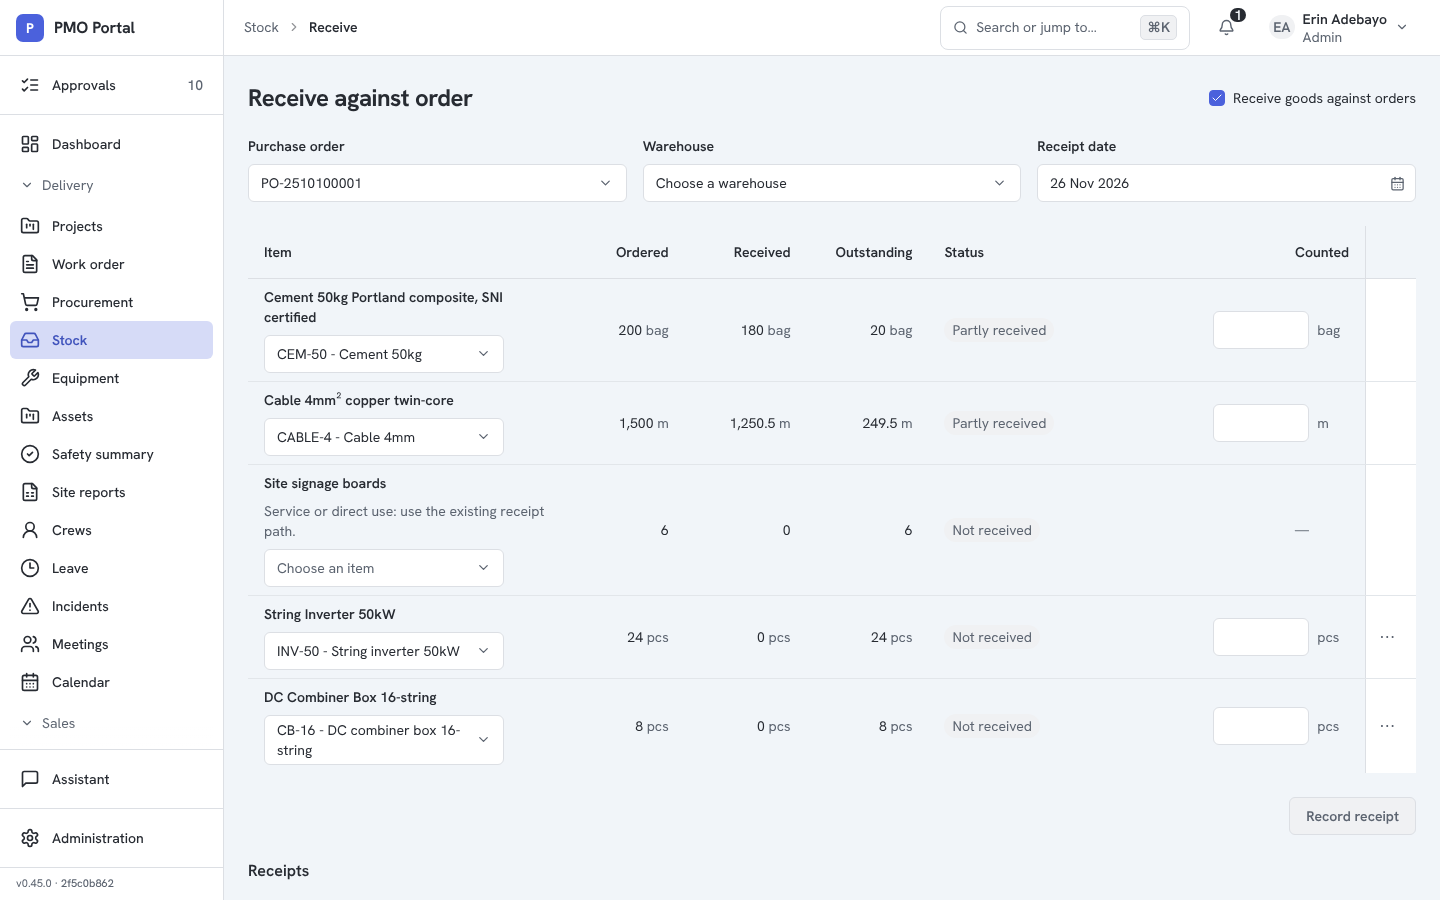 P PMO Portal
Stock > Receive
Search or jump to... ⌘K
1
EA Erin Adebayo
Admin
Approvals 10
Dashboard
Delivery
Projects
Work order
Procurement
Stock
Equipment
Assets
Safety summary
Site reports
Crews
Leave
Incidents
Meetings
Calendar
Sales
Assistant
Administration
v0.45.0 · 2f5c0b862
Receive against order
Receive goods against orders
Purchase order Warehouse Receipt date
PO-2510100001 Choose a warehouse 26 Nov 2026
Item Ordered Received Outstanding Status Counted
Cement 50kg Portland composite, SNI
certified
CEM-50 - Cement 50kg
200 bag 180 bag 20 bag Partly received bag
Cable 4mm² copper twin-core
CABLE-4 - Cable 4mm
1,500 m 1,250.5 m 249.5 m Partly received m
Site signage boards
Service or direct use: use the existing receipt
path.
Choose an item
6 0 6 Not received —
String Inverter 50kW
INV-50 - String inverter 50kW
24 pcs 0 pcs 24 pcs Not received pcs ...
DC Combiner Box 16-string
CB-16 - DC combiner box 16-
string
8 pcs 0 pcs 8 pcs Not received pcs ...
Record receipt
Receipts